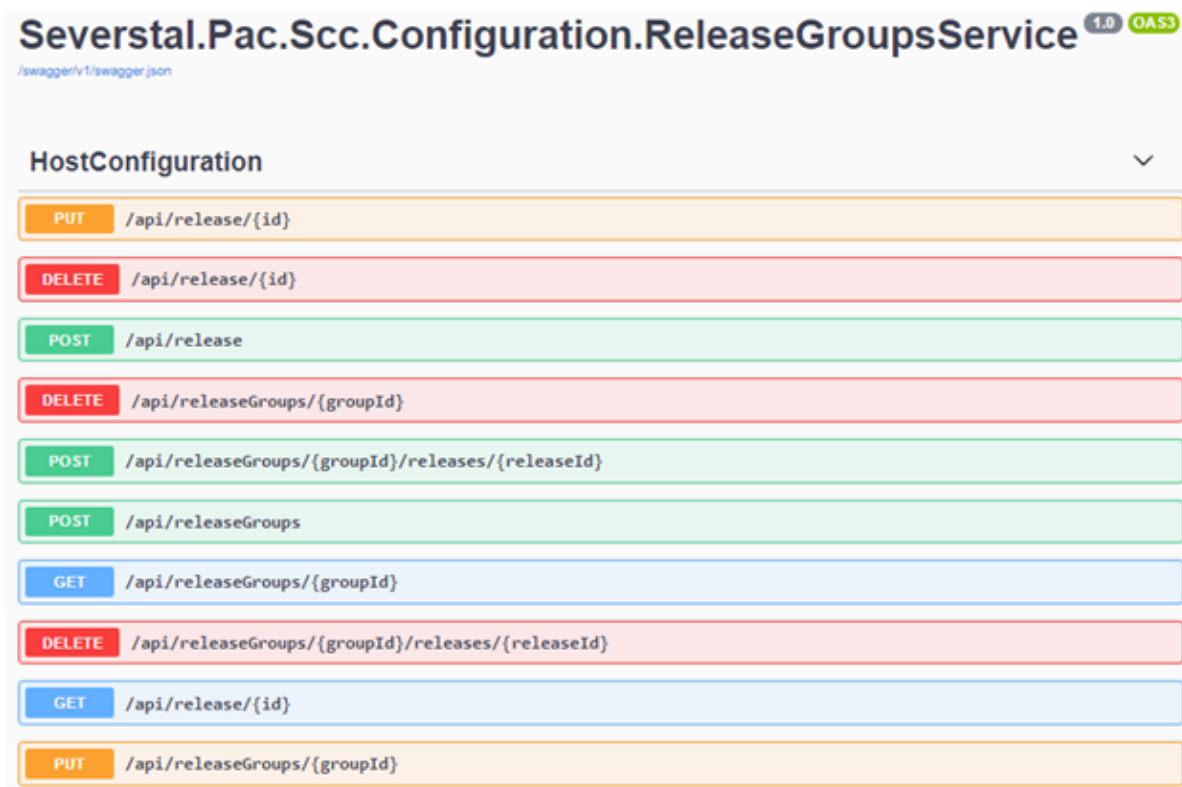 Severstal.Pac.Scc.Configuration.ReleaseGroupsService 1.0 OAS3
/swagger/v1/swagger.json
HostConfiguration
PUT /api/release/{id}
DELETE /api/release/{id}
POST /api/release
DELETE /api/releaseGroups/{groupId}
POST /api/releaseGroups/{groupId}/releases/{releaseId}
POST /api/releaseGroups
GET /api/releaseGroups/{groupId}
DELETE /api/releaseGroups/{groupId}/releases/{releaseId}
GET /api/release/{id}
PUT /api/releaseGroups/{groupId}